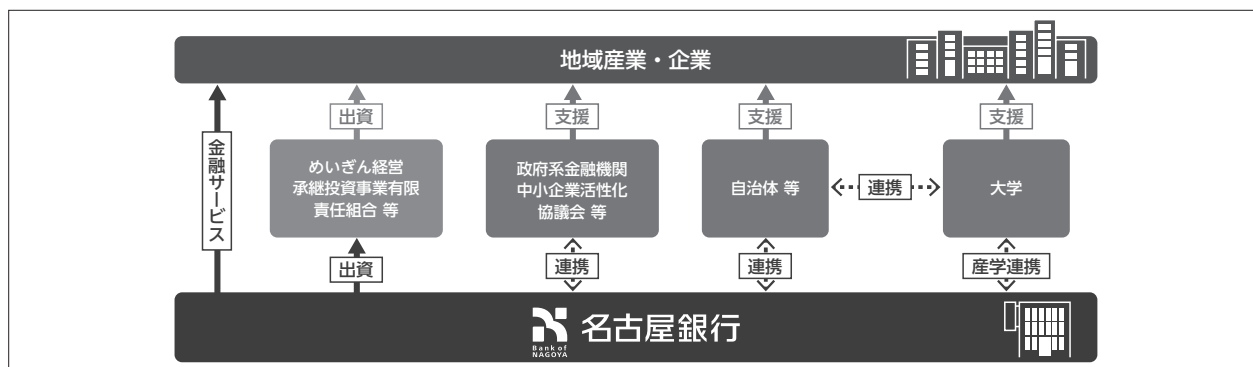 地域産業・企業
出資
支援
支援
支援
金融サービス
めいぎん経営
承継投資事業有限
責任組合 等
政府系金融機関
中小企業活性化
協議会 等
自治体 等
連携
大学
出資
連携
連携
産学連携
Bank of
NAGOYA
名古屋銀行